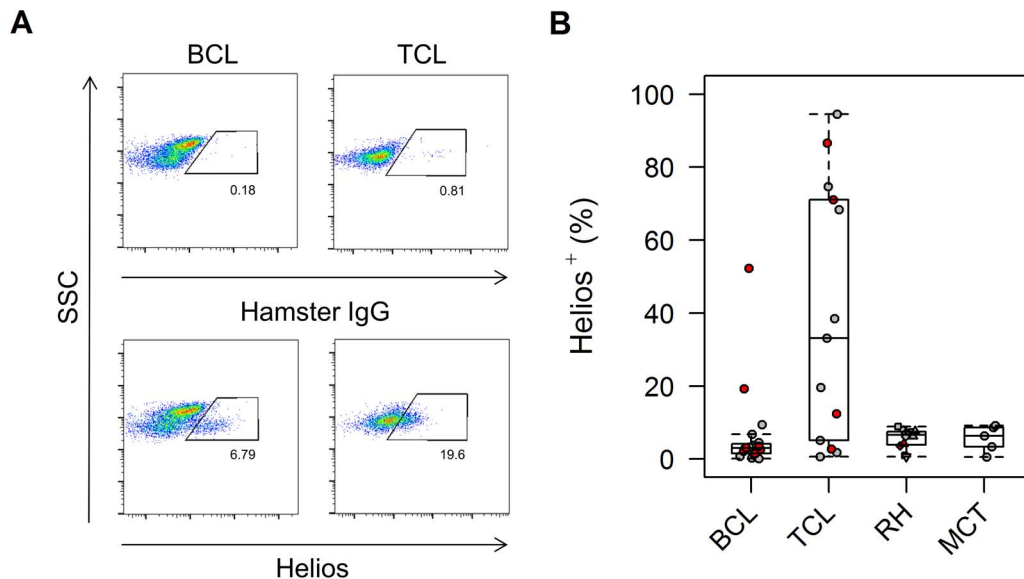 A
BCL
TCL
0.18
0.81
SSC
Hamster IgG
6.79
19.6
Helios
B
Helios + (%)
100
80
60
40
20
0
BCL
TCL
RH
MCT